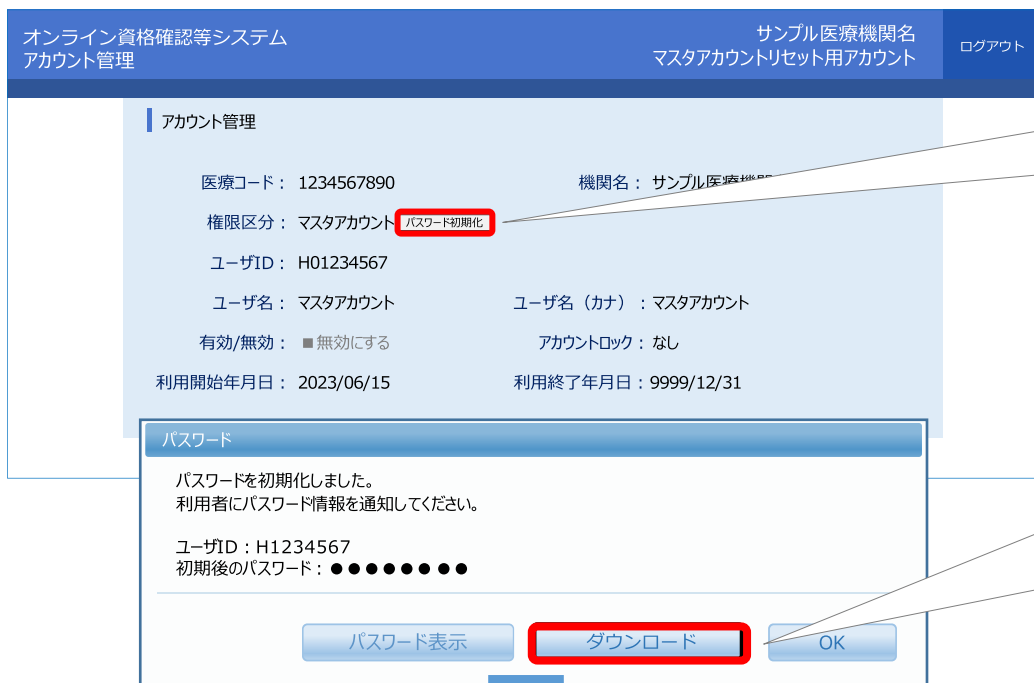 オンライン資格確認等システム
アカウント管理
サンプル医療機関名
マスタアカウントリセット用アカウント
ログアウト
アカウント管理
医療コード： 1234567890
機関名： サンプル医療機関
権限区分： マスタアカウント パスワード初期化
ユーザID： H01234567
ユーザ名： マスタアカウント ユーザ名（カナ）：マスタアカウント
有効/無効： ■無効にする アカウントロック：なし
利用開始年月日： 2023/06/15 利用終了年月日：9999/12/31
パスワード
パスワードを初期化しました。
利用者にパスワード情報を通知してください。
ユーザID：H1234567
初期後のパスワード：●●●●●●●●
パスワード表示 ダウンロード OK